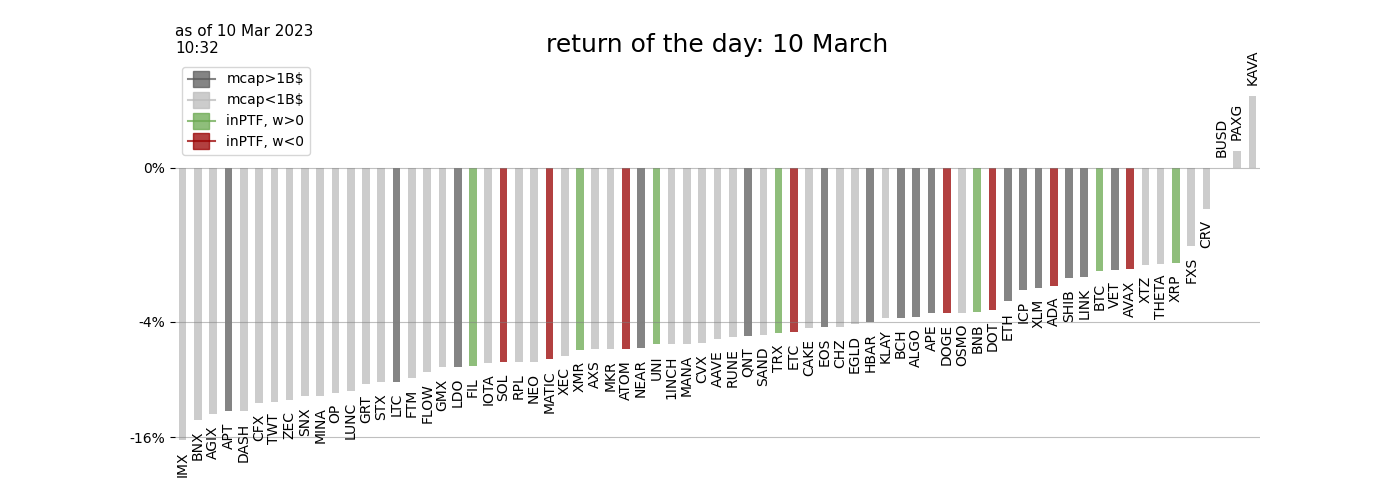 as of 10 Mar 2023
10:32
return of the day: 10 March
mcap>1B$
mcap<1B$
inPTF, w>0
inPTF, w<0
0%
-4%
-16%
IMX
BNX
AGIX
APT
DASH
CFX
TWT
ZEC
SNX
MINA
OP
LUNC
GRT
STX
LTC
FTM
FLOW
GMX
LDO
FIL
IOTA
SOL
RPL
NEO
MATIC
XEC
XMR
AXS
MKR
ATOM
NEAR
UNI
1INCH
MANA
CVX
AAVE
RUNE
QNT
SAND
TRX
ETC
CAKE
EOS
CHZ
EGLD
HBAR
KLAY
BCH
ALGO
APE
DOGE
OSMO
BNB
DOT
ETH
ICP
XLM
ADA
SHIB
LINK
BTC
VET
AVAX
XTZ
THETA
XRP
FXS
CRV
BUSD
PAXG
KAVA